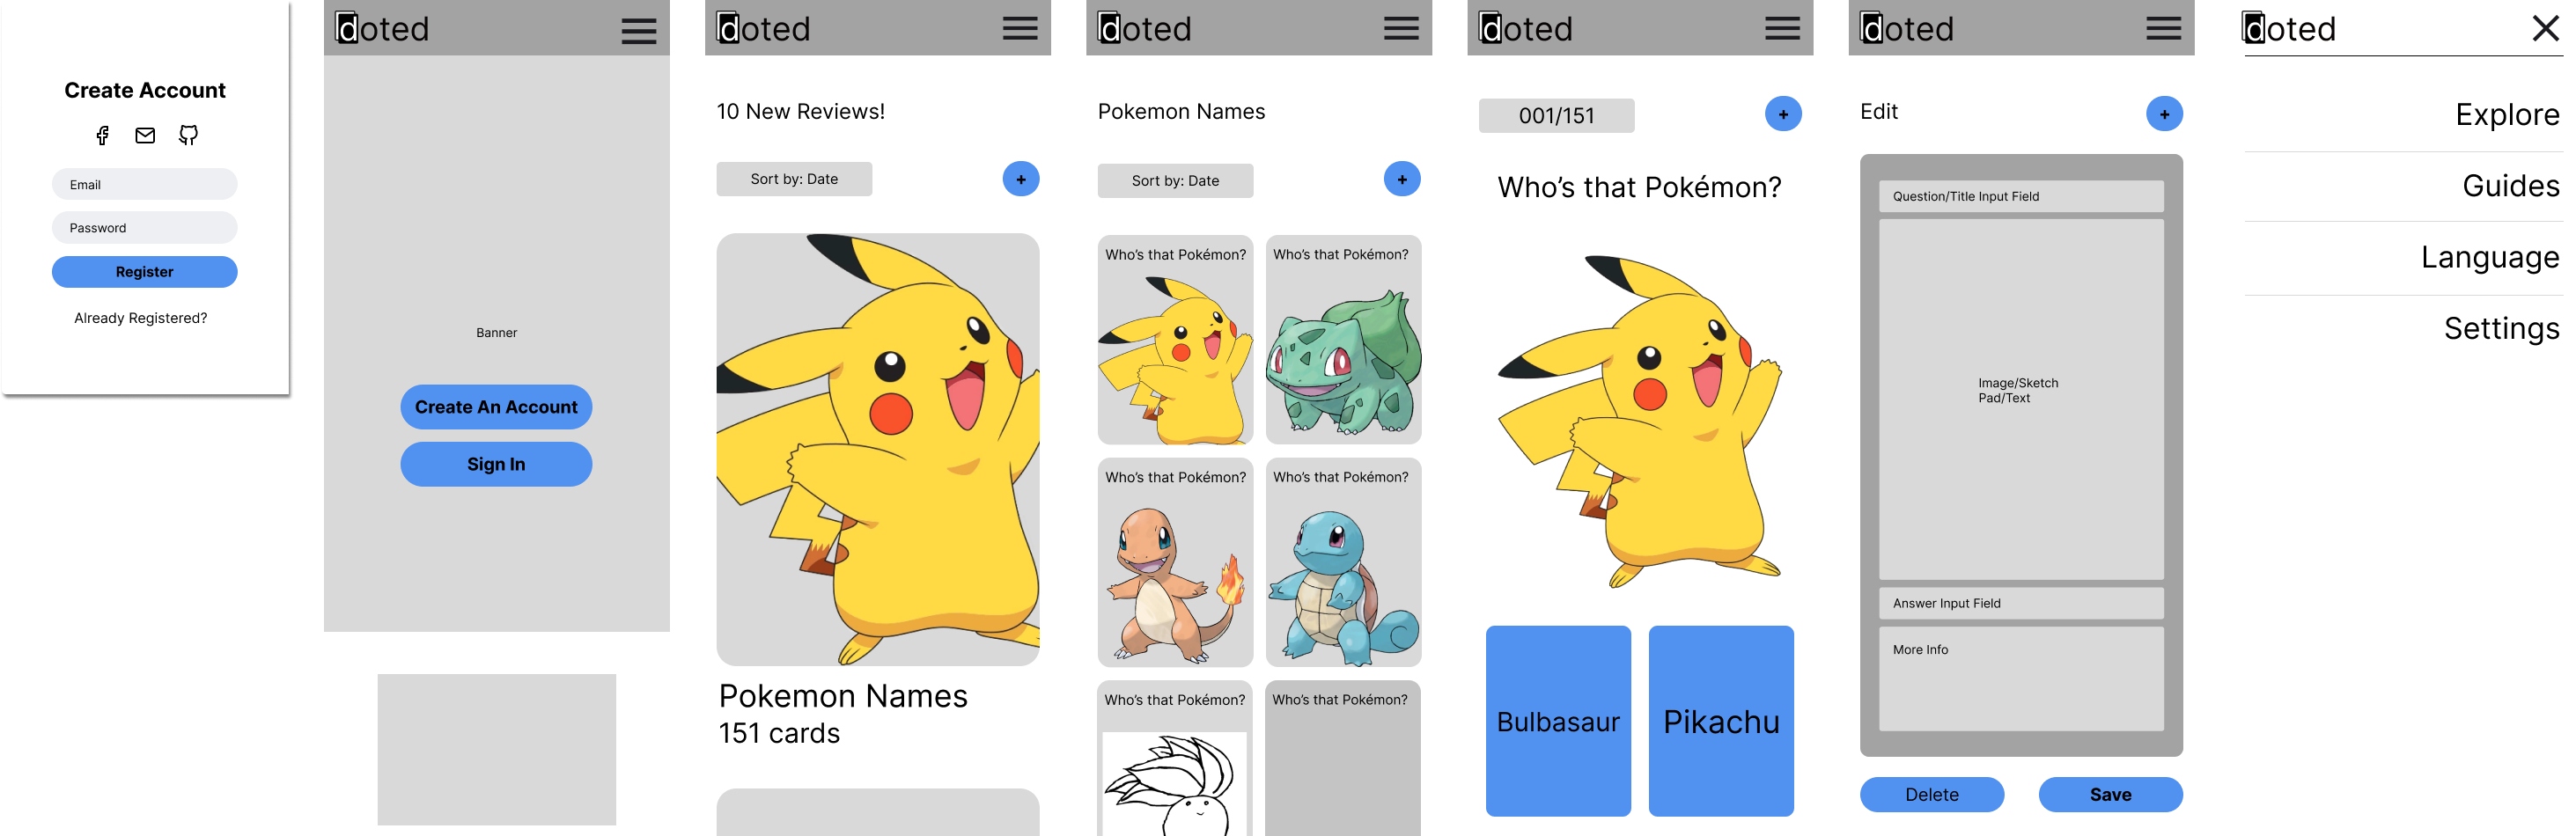 Create Account
Email
Password
Register
Already Registered?
doted
Banner
Create An Account
Sign In
doted
10 New Reviews!
Sort by: Date
+
Pokemon Names
151 cards
doted
Pokemon Names
Sort by: Date
+
Who's that Pokémon?
Who's that Pokémon?
Who's that Pokémon?
Who's that Pokémon?
Who's that Pokémon?
Who's that Pokémon?
doted
001/151
+
Who's that Pokémon?
Bulbasaur
Pikachu
doted
Edit
+
Question/Title Input Field
Image/Sketch
Pad/Text
Answer Input Field
More Info
Delete
Save
doted
Explore
Guides
Language
Settings